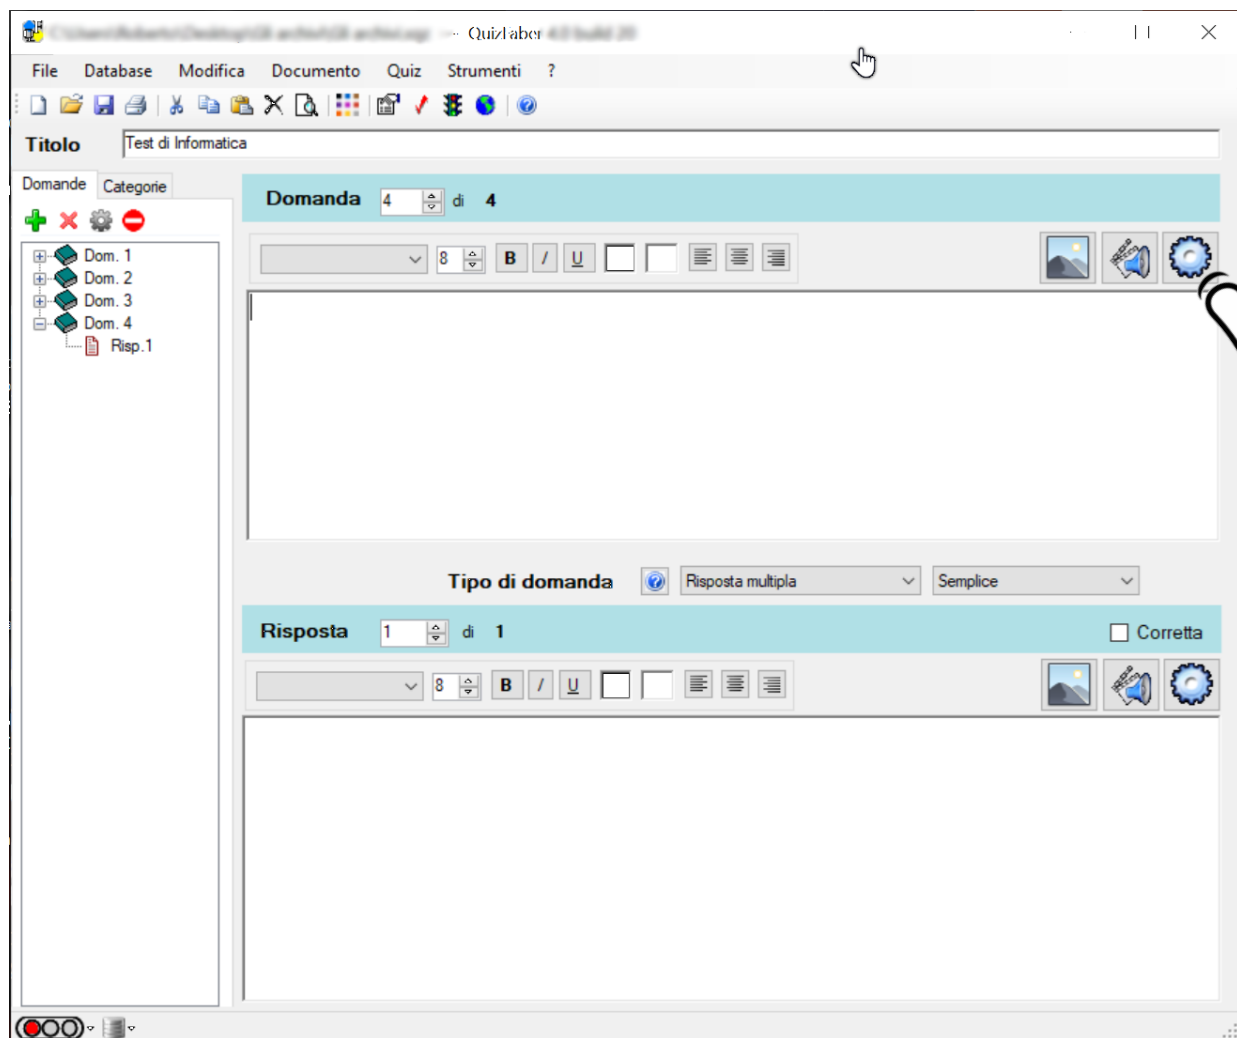 QuizFaber
File Database Modifica Documento Quiz Strumenti ?
Titolo Test di Informatica
Domande Categorie
Domanda 4 di 4
8 B I U
Dom. 1
Dom. 2
Dom. 3
Dom. 4
Risp.1
Tipo di domanda Risposta multipla Semplice
Risposta 1 di 1 Corretta
8 B I U